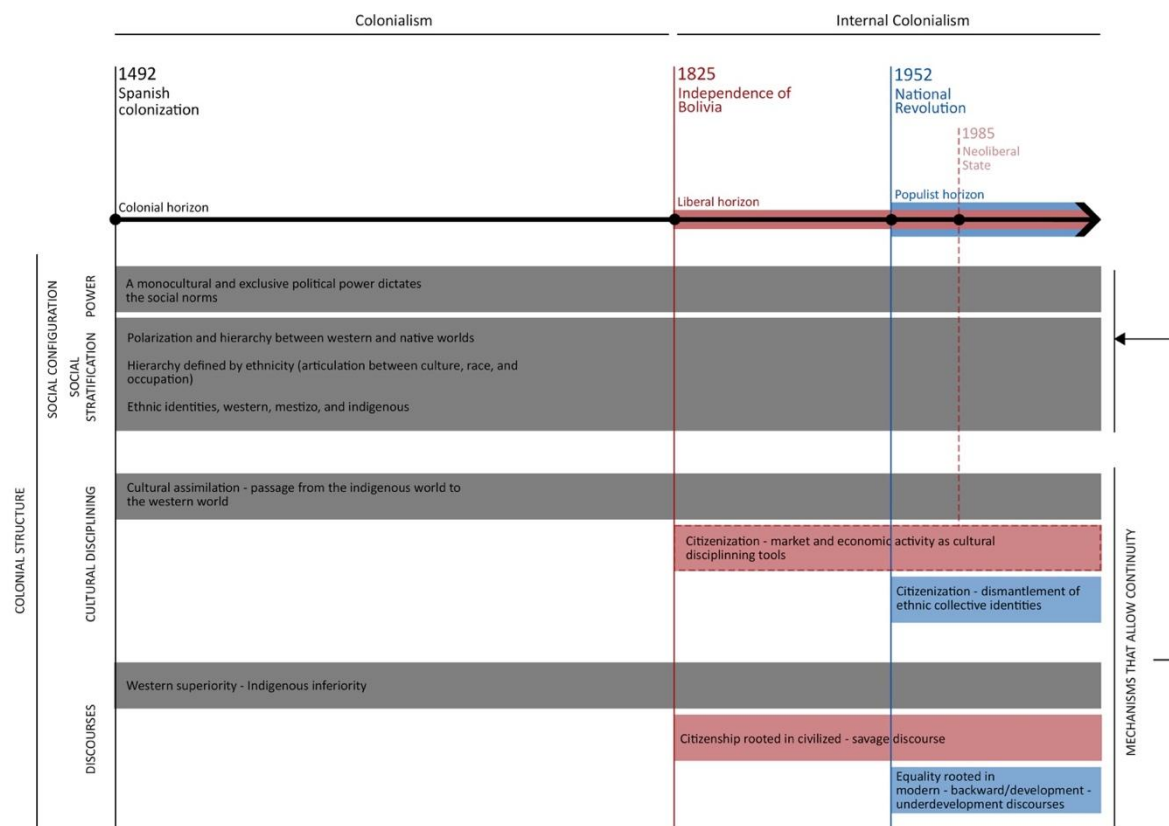 Colonialism
Internal Colonialism
1492
Spanish
colonization
1825
Independence of
Bolivia
1952
National
Revolution
1985
Neoliberal
State
Colonial horizon
Liberal horizon
Populist horizon
COLONIAL STRUCTURE
SOCIAL CONFIGURATION
POWER
A monocultural and exclusive political power dictates
the social norms
SOCIAL
STRATIFICATION
Polarization and hierarchy between western and native worlds
Hierarchy defined by ethnicity (articulation between culture, race, and
occupation)
Ethnic identities, western, mestizo, and indigenous
CULTURAL DISCIPLINING
Cultural assimilation - passage from the indigenous world to
the western world
Citizenization - market and economic activity as cultural
disciplinning tools
Citizenization - dismantlement of
ethnic collective identities
DISCOURSES
Western superiority - Indigenous inferiority
Citizenship rooted in civilized - savage discourse
Equality rooted in
modern - backward/development -
underdevelopment discourses
MECHANISMS THAT ALLOW CONTINUITY